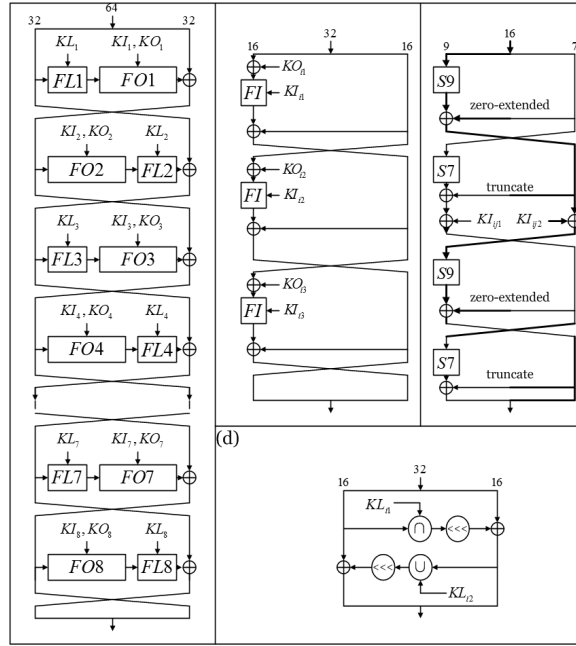 64
32 32
KL₁ KI₁, KO₁
FL1 FO1
KI₂, KO₂ KL₂
FO2 FL2
KL₃ KI₃, KO₃
FL3 FO3
KI₄, KO₄ KL₄
FO4 FL4
KL₇ KI₇, KO₇
FL7 FO7
KI₈, KO₈ KL₈
FO8 FL8
32
16 16
KOᵢ₁
FI KIᵢ₁
KOᵢ₂
FI KIᵢ₂
KOᵢ₃
FI KIᵢ₃
9 16 7
S9
zero-extended
S7
truncate
KIᵢⱼ₁ KIᵢⱼ₂
S9
zero-extended
S7
truncate
(d)
32
16 16
KLᵢ₁
∩ <<<
<<< ∪
KLᵢ₂